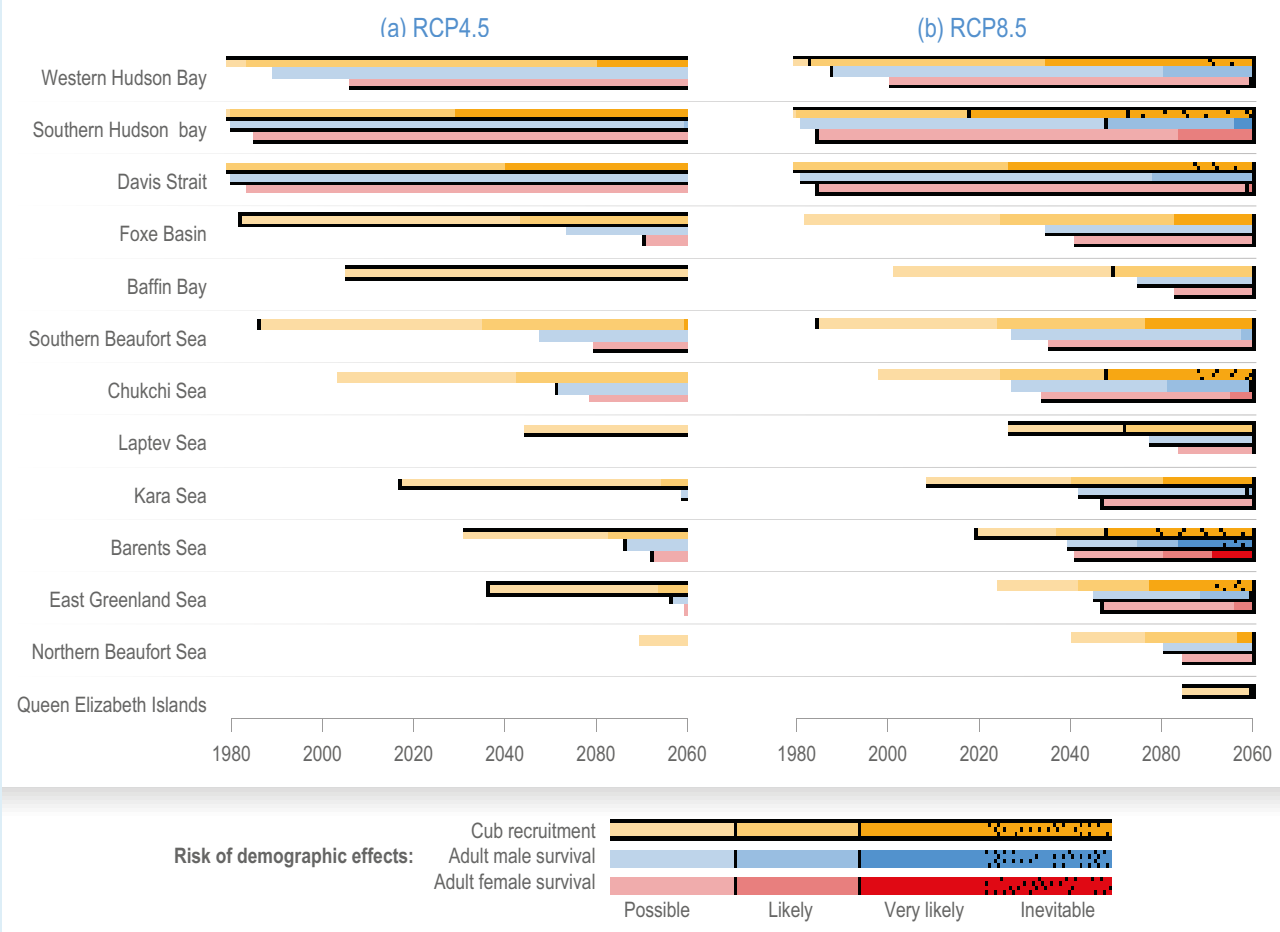 (a) RCP4.5 (b) RCP8.5
Western Hudson Bay
Southern Hudson bay
Davis Strait
Foxe Basin
Baffin Bay
Southern Beaufort Sea
Chukchi Sea
Laptev Sea
Kara Sea
Barents Sea
East Greenland Sea
Northern Beaufort Sea
Queen Elizabeth Islands
1980 2000 2020 2040 2080 2060 1980 2000 2020 2040 2080 2060
Cub recruitment
Risk of demographic effects: Adult male survival
Adult female survival
Possible Likely Very likely Inevitable